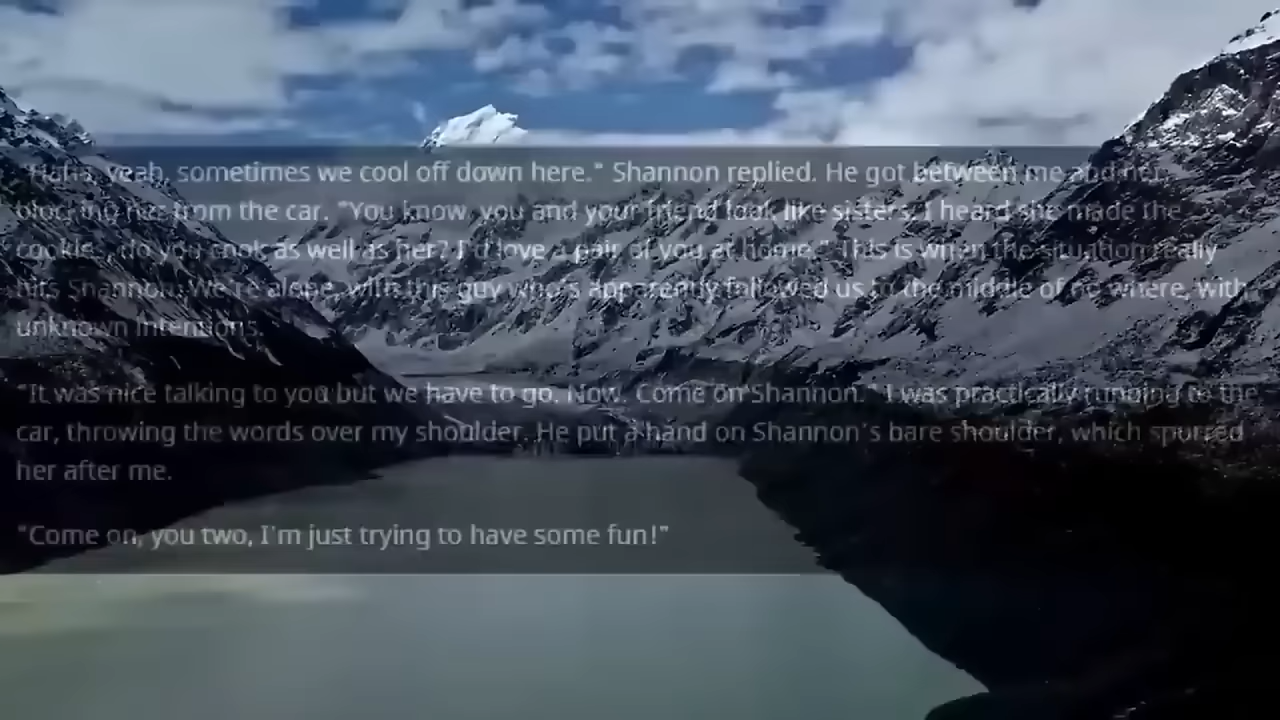 "Haha, yeah, sometimes we cool off down here." Shannon replied. He got between me and her,
blocking her from the car. "You know, you and your friend look like sisters. I heard she made the
cookies, do you cook as well as her? I'd love a pair of you at home." This is when the situation really
hits Shannon. We're alone, with this guy who's apparently followed us to the middle of no where, with
unknown intentions.
"It was nice talking to you but we have to go. Now. Come on Shannon." I was practically running to the
car, throwing the words over my shoulder. He put a hand on Shannon's bare shoulder, which spurred
her after me.
"Come on, you two, I'm just trying to have some fun!"